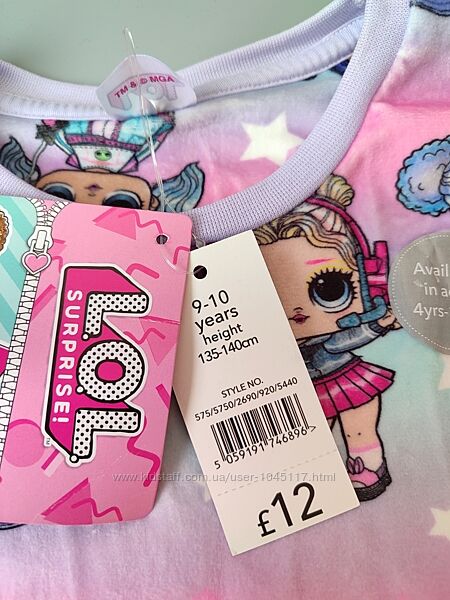 TM & © MGA
L.O.L.
L.O.L.
SURPRISE!
TM
9-10
years
height
135-140cm
STYLE NO.
575/5750/2690/920/5440
5 059191 746896 >
£12
Avail
in a
4yrs-
www.kidstaff.com.ua/user-1045117.html